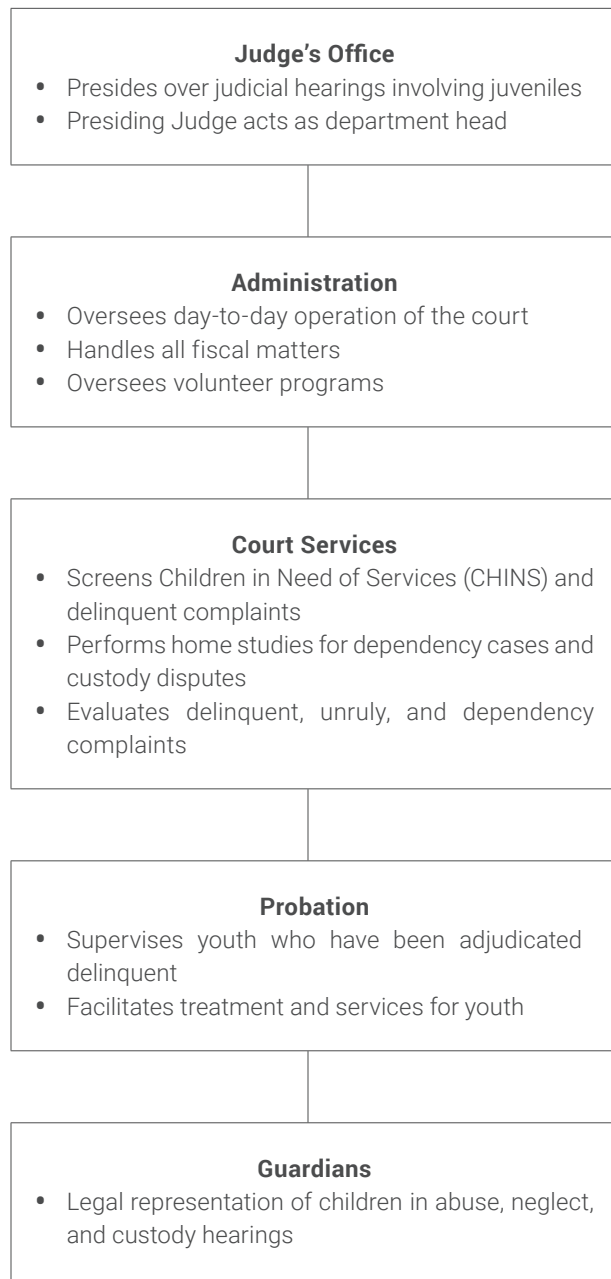 Judge’s Office
• Presides over judicial hearings involving juveniles
• Presiding Judge acts as department head
Administration
• Oversees day-to-day operation of the court
• Handles all fiscal matters
• Oversees volunteer programs
Court Services
• Screens Children in Need of Services (CHINS) and
delinquent complaints
• Performs home studies for dependency cases and
custody disputes
• Evaluates delinquent, unruly, and dependency
complaints
Probation
• Supervises youth who have been adjudicated
delinquent
• Facilitates treatment and services for youth
Guardians
• Legal representation of children in abuse, neglect,
and custody hearings